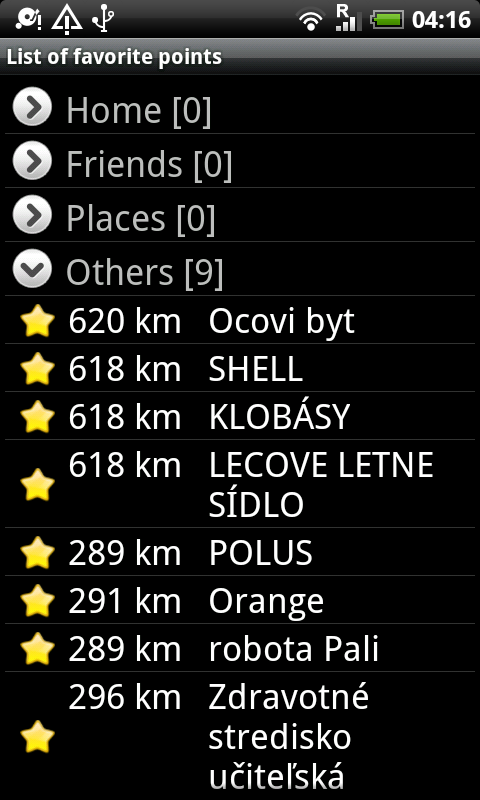 R
04:16
List of favorite points
Home [0]
Friends [0]
Places [0]
Others [9]
620 km Ocovi byt
618 km SHELL
618 km KLOBÁSY
618 km LECOVE LETNE
SÍDLO
289 km POLUS
291 km Orange
289 km robota Pali
296 km Zdravotné
stredisko
učiteľská